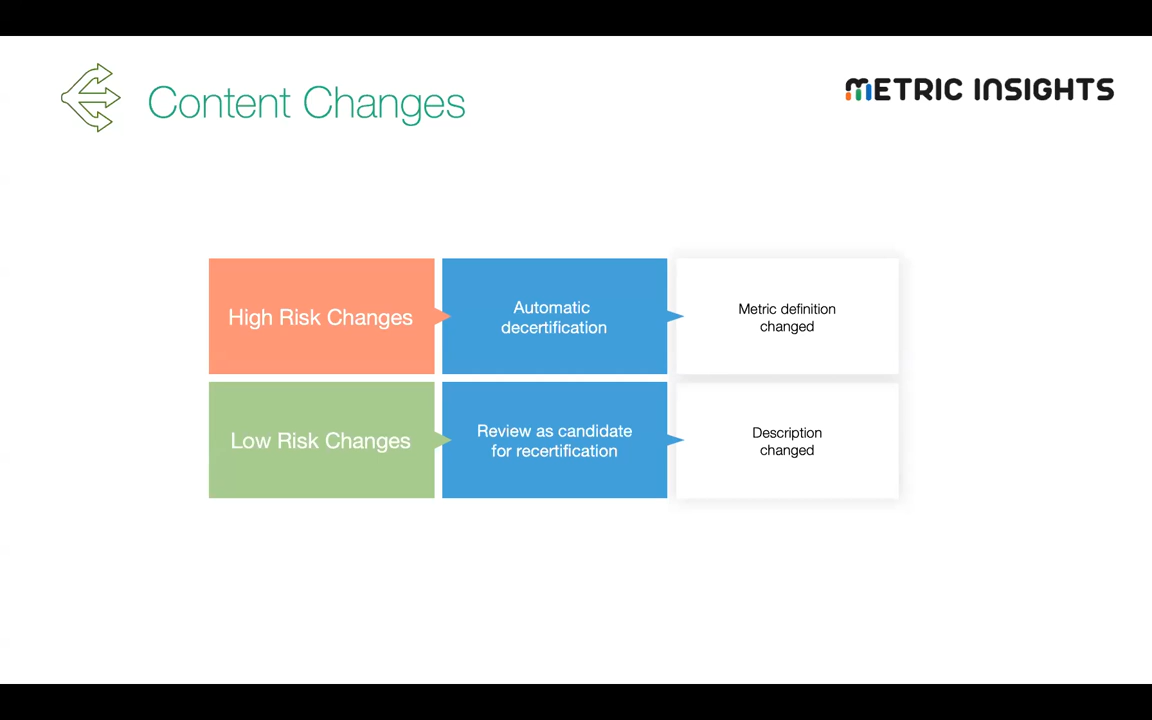 Content Changes
METRIC INSIGHTS
High Risk Changes
Automatic
decertification
Metric definition
changed
Low Risk Changes
Review as candidate
for recertification
Description
changed